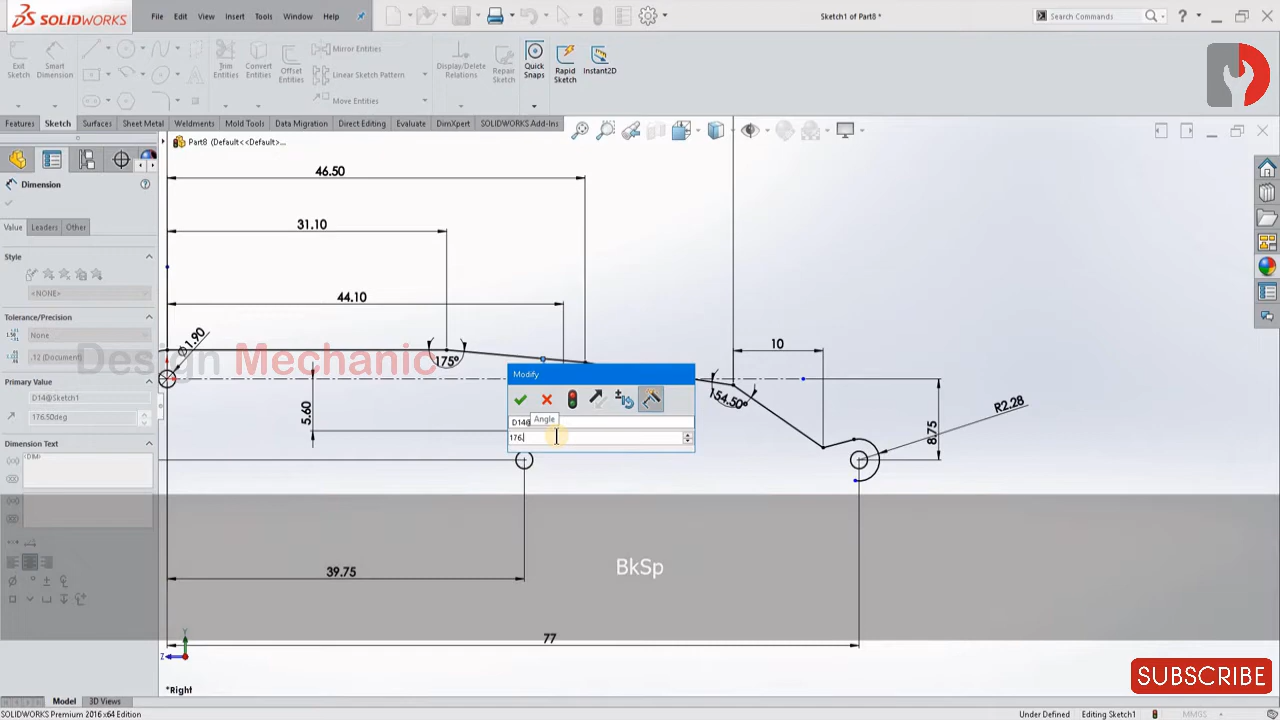 SOLIDWORKS
File Edit View Insert Tools Window Help
Sketch1 of Part8 *
Search Commands
Exit Sketch
Smart Dimension
Trim Entities
Convert Entities
Offset Entities
Mirror Entities
Linear Sketch Pattern
Move Entities
Display/Delete Relations
Repair Sketch
Quick Snaps
Rapid Sketch
Instant2D
Features Sketch Surfaces Sheet Metal Weldments Mold Tools Data Migration Direct Editing Evaluate DimXpert SOLIDWORKS Add-Ins
Part8 (Default<<Default>...
Dimension
Value Leaders Other
Style
<NONE>
Tolerance/Precision
None
.12 (Document)
Primary Value
D14@Sketch1
176.50deg
Dimension Text
<DIM>
46.50
31.10
44.10
Ø1.90
175°
Design Mechanic
5.60
Modify
D14@
Angle
176.
10
154.50°
8.75
R2.28
BkSp
39.75
77
Y
Z
*Right
SUBSCRIBE
Model 3D Views
SOLIDWORKS Premium 2016 x64 Edition
Under Defined Editing Sketch1 MMGS